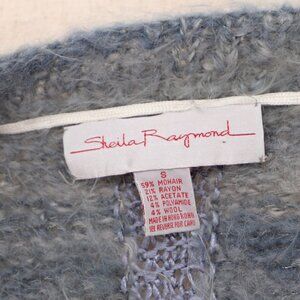 Sheila Raymond
S
59% MOHAIR
21% RAYON
12% ACETATE
4% POLYAMIDE
4% WOOL
MADE IN HONG KONG
SEE REVERSE FOR CARE